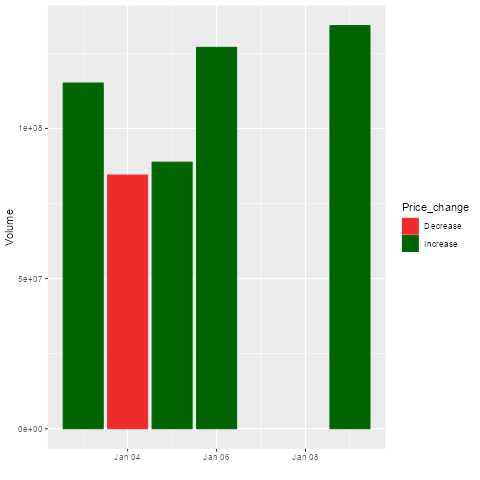 Volume
1e+08
5e+07
0e+00
Jan 04 Jan 06 Jan 08
Price_change
Decrease
Increase